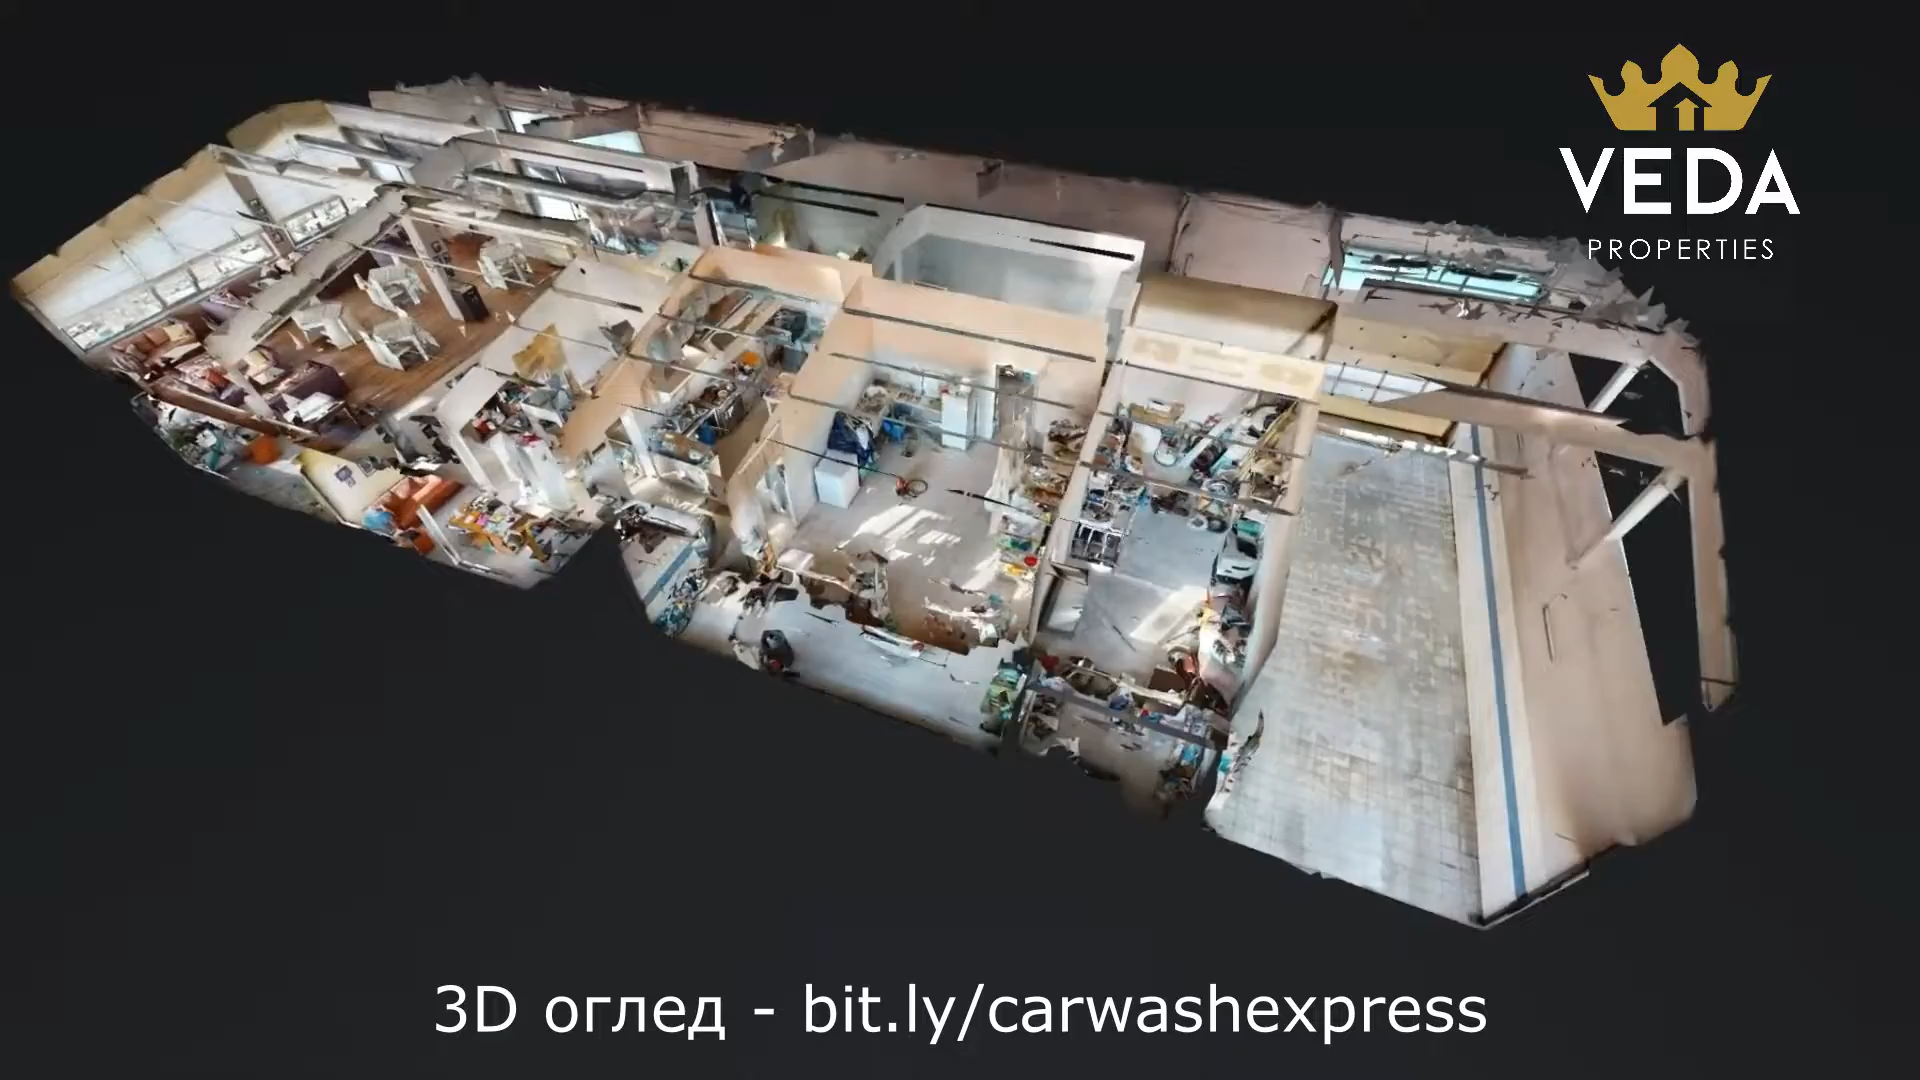 VEDA
PROPERTIES
3D оглед - bit.ly/carwashexpress